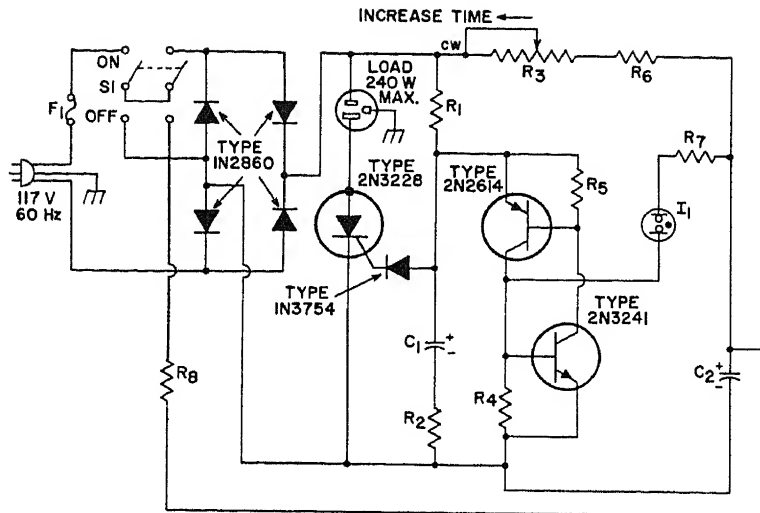 INCREASE TIME
ON
S1
OFF
F1
117 V
60 Hz
TYPE
1N2860
LOAD
240 W
MAX.
TYPE
2N3228
TYPE
1N3754
CW
R1
R3
R6
R7
TYPE
2N2614
R5
I1
TYPE
2N3241
C1
+
-
R2
R4
C2
+
-
R8